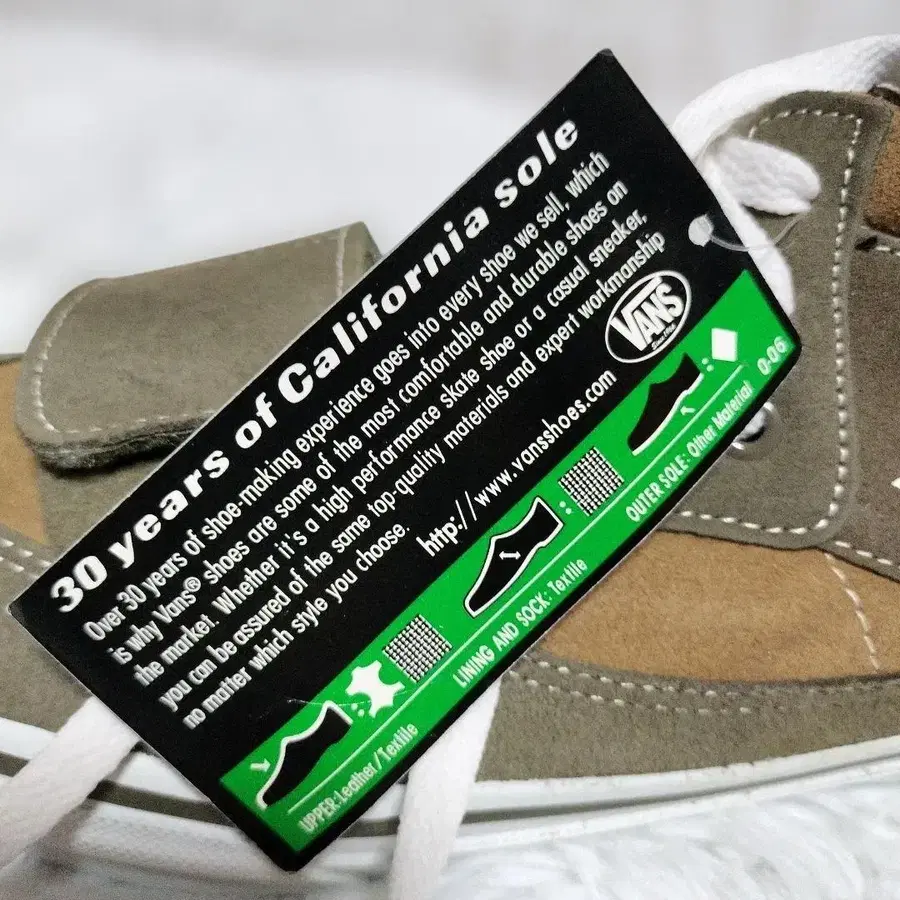 30 years of California sole
Over 30 years of shoe-making experience goes into every shoe we sell, which
is why Vans® shoes are some of the most comfortable and durable shoes on
the market. Whether it's a high performance skate shoe or a casual sneaker,
you can be assured of the same top-quality materials and expert workmanship
no matter which style you choose.
http://www.vansshoes.com
VANS
Since 1966
UPPER:Leather/Textile
LINING AND SOCK: Textile
OUTER SOLE: Other Material
0-06